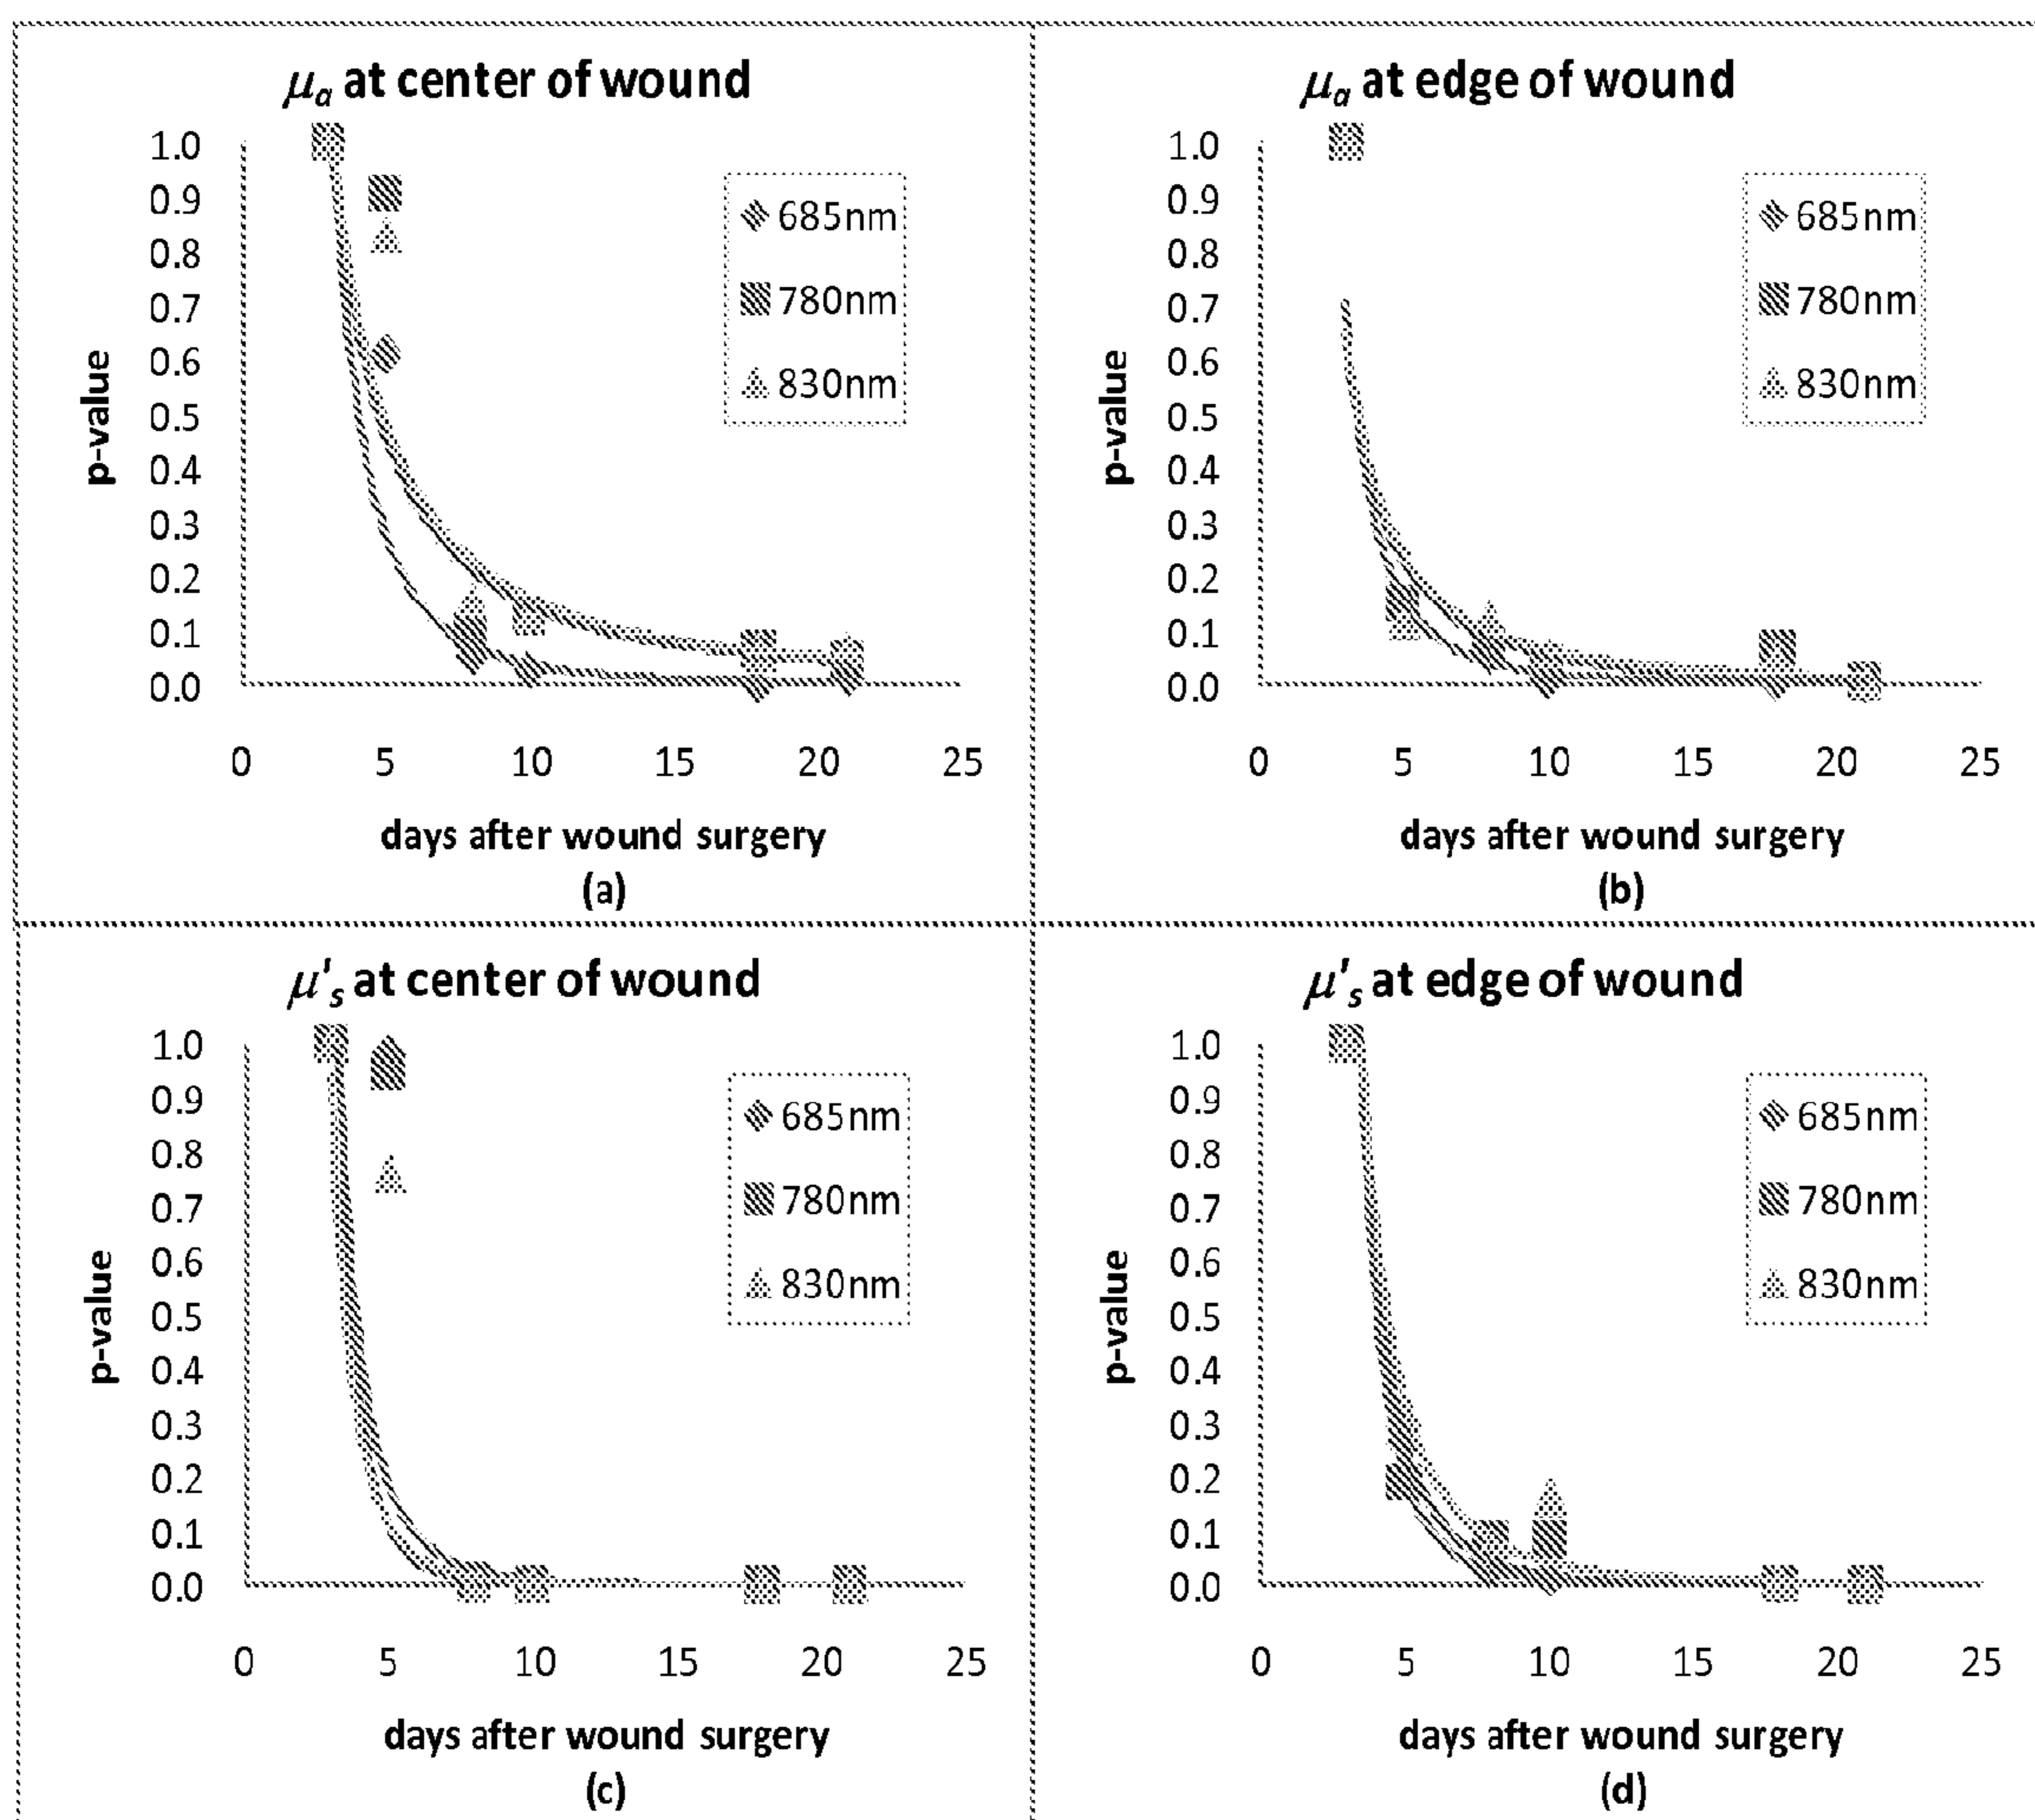 μa at center of wound
1.0
0.9
0.8
0.7
0.6
0.5
0.4
0.3
0.2
0.1
0.0
p-value
685nm
780nm
830nm
0 5 10 15 20 25
days after wound surgery
(a)
μa at edge of wound
1.0
0.9
0.8
0.7
0.6
0.5
0.4
0.3
0.2
0.1
0.0
p-value
685nm
780nm
830nm
0 5 10 15 20 25
days after wound surgery
(b)
μ's at center of wound
1.0
0.9
0.8
0.7
0.6
0.5
0.4
0.3
0.2
0.1
0.0
p-value
685nm
780nm
830nm
0 5 10 15 20 25
days after wound surgery
(c)
μ's at edge of wound
1.0
0.9
0.8
0.7
0.6
0.5
0.4
0.3
0.2
0.1
0.0
p-value
685nm
780nm
830nm
0 5 10 15 20 25
days after wound surgery
(d)